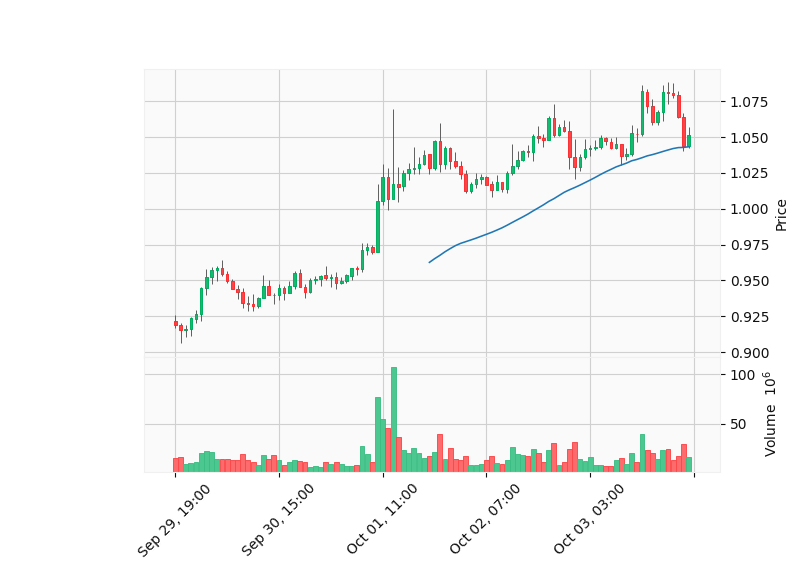 1.075
1.050
1.025
1.000
0.975
0.950
0.925
0.900
Price
100
50
Volume 10⁶
Sep 29, 19:00
Sep 30, 15:00
Oct 01, 11:00
Oct 02, 07:00
Oct 03, 03:00